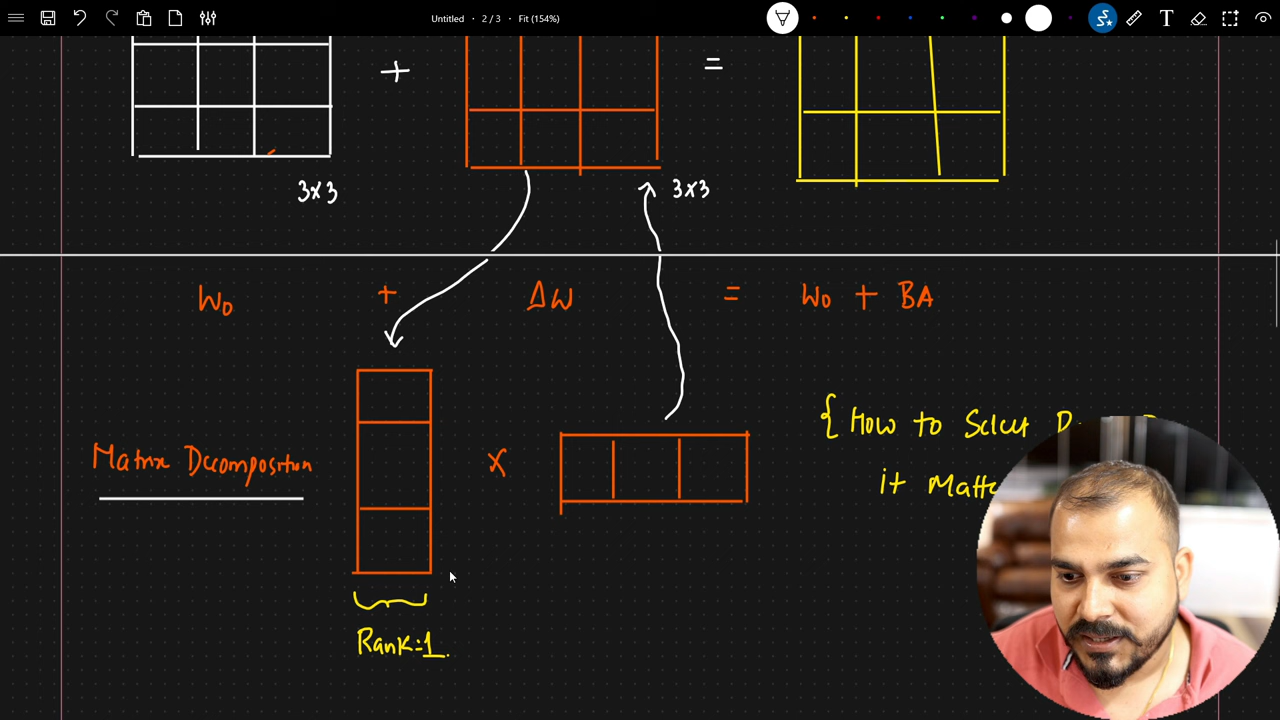 Untitled · 2 / 3 · Fit (154%)
T
+ =
3x3 3x3
W0 + ΔW = W0 + BA
{ How to Select
Matrix Decomposition x
it
Rank=1.